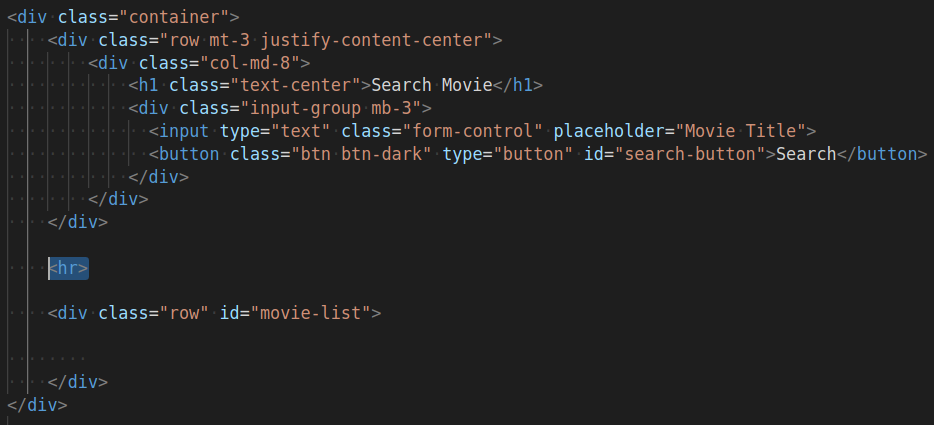 <div class="container">
<div class="row mt-3 justify-content-center">
<div class="col-md-8">
<h1 class="text-center">Search Movie</h1>
<div class="input-group mb-3">
<input type="text" class="form-control" placeholder="Movie Title">
<button class="btn btn-dark" type="button" id="search-button">Search</button>
</div>
</div>
</div>
<hr>
<div class="row" id="movie-list">
</div>
</div>